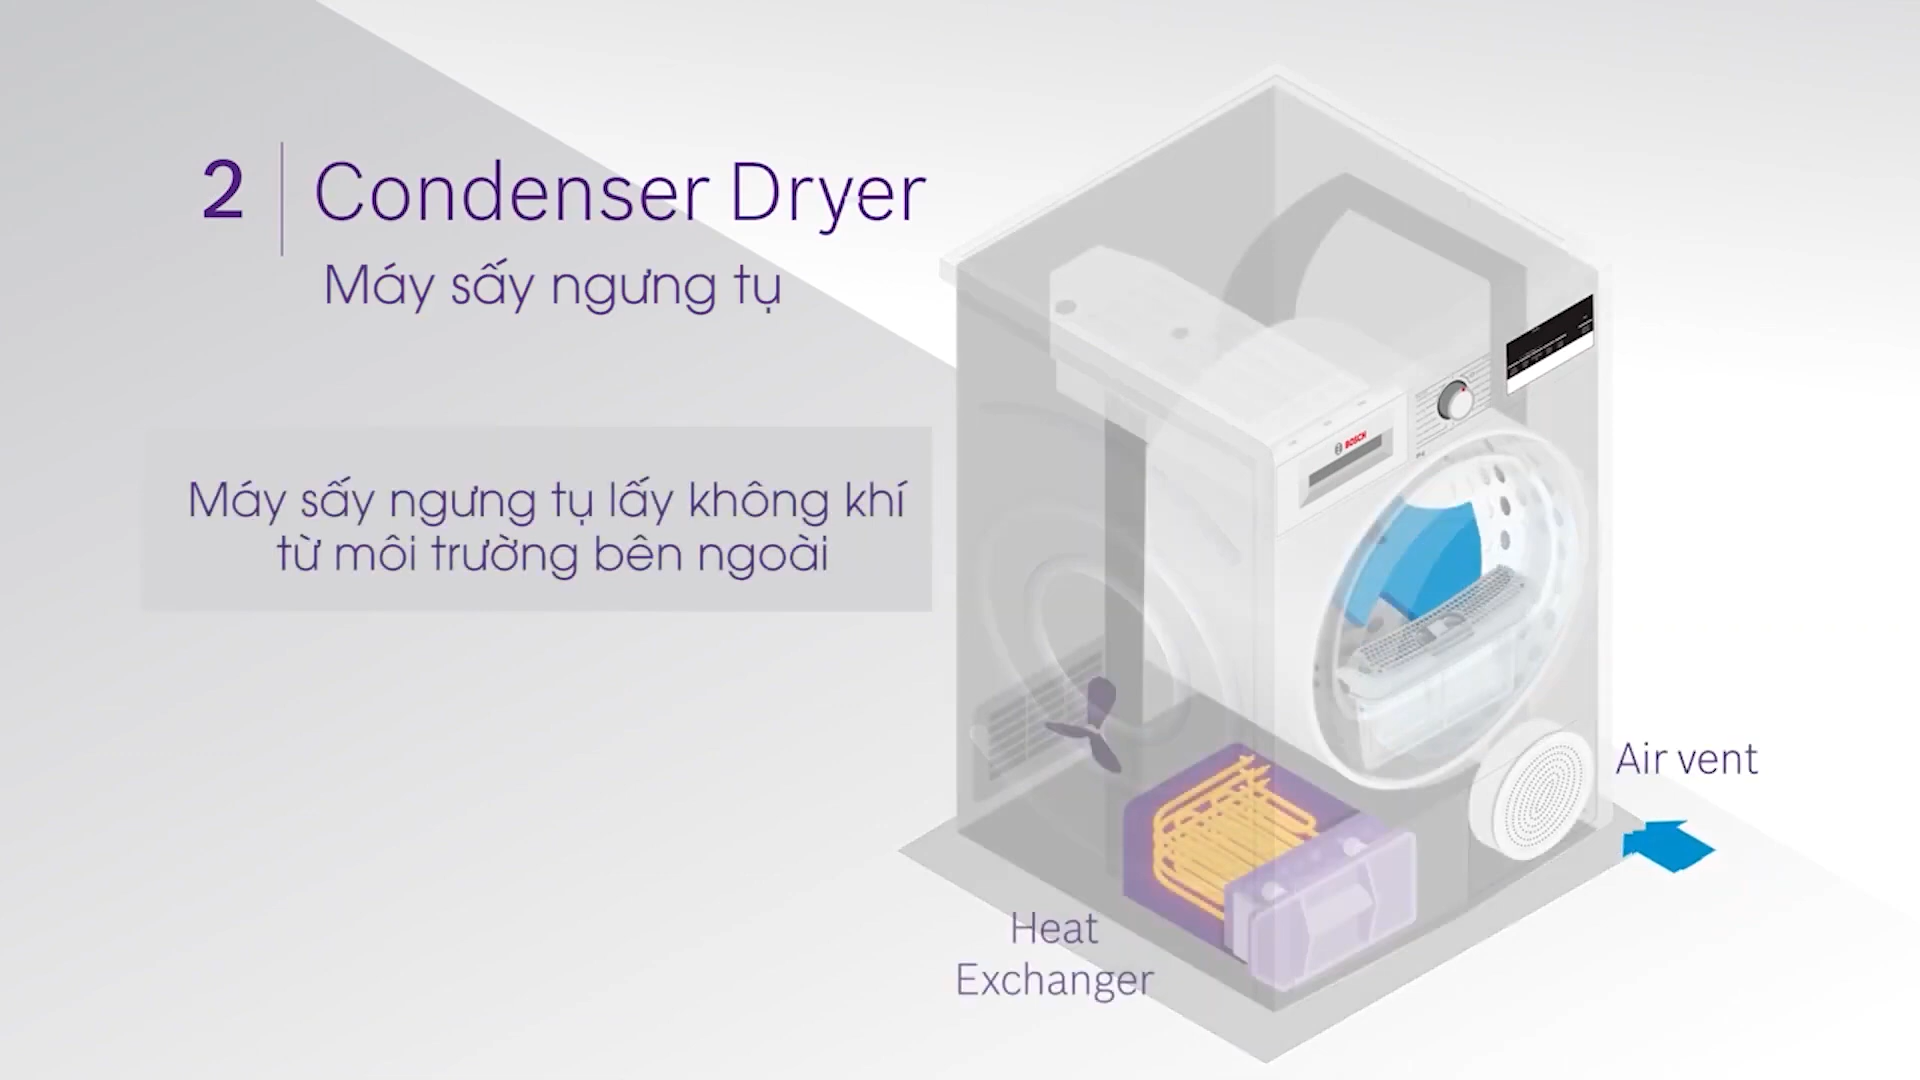 2
Condenser Dryer
Máy sấy ngưng tụ
Máy sấy ngưng tụ lấy không khí
từ môi trường bên ngoài
BOSCH
Air vent
Heat
Exchanger